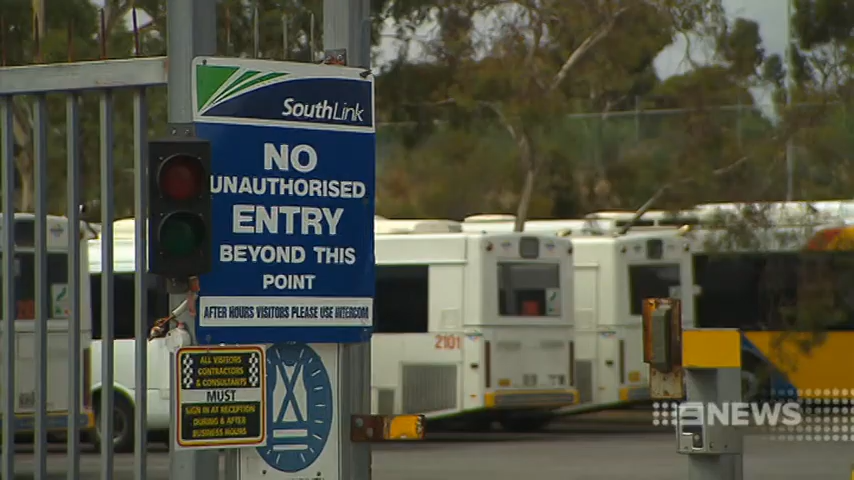 SouthLink
NO
UNAUTHORISED
ENTRY
BEYOND THIS
POINT
AFTER HOURS VISITORS PLEASE USE INTERCOM
ALL VISITORS
CONTRACTORS
& CONSULTANTS
MUST
SIGN IN AT RECEPTION
DURING & AFTER
BUSINESS HOURS
2101
9NEWS